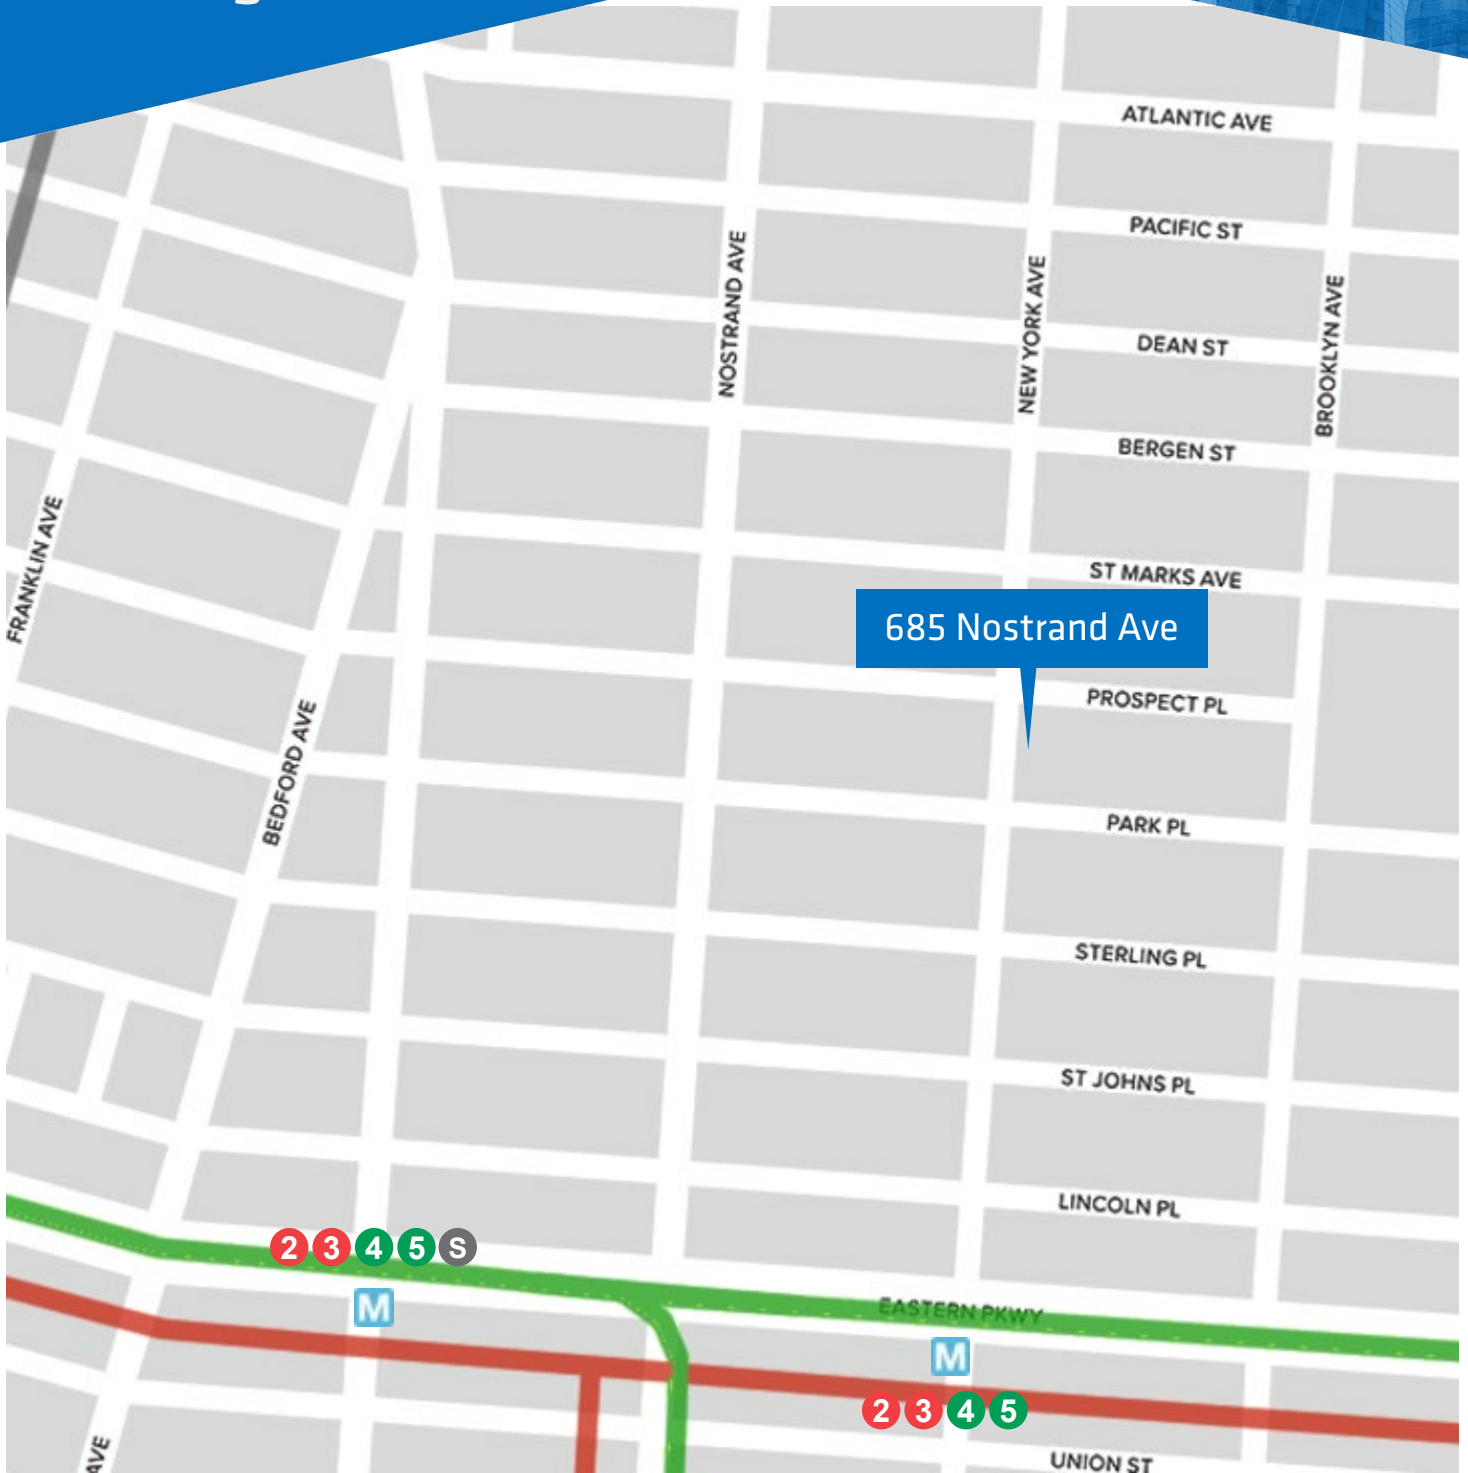 ATLANTIC AVE
PACIFIC ST
NOSTRAND AVE
NEW YORK AVE
BROOKLYN AVE
DEAN ST
BERGEN ST
FRANKLIN AVE
ST MARKS AVE
685 Nostrand Ave
PROSPECT PL
BEDFORD AVE
PARK PL
STERLING PL
ST JOHNS PL
LINCOLN PL
2 3 4 5 S
M
EASTERN PKWY
M
2 3 4 5
AVE
UNION ST